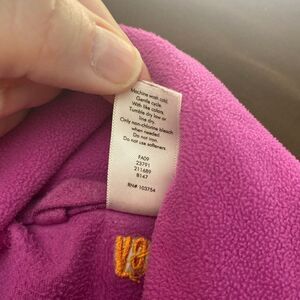 Machine wash cold.
Gentle cycle
With like colors.
Tumble dry low or
line dry.
Only non-chlorine bleach
when needed.
Do not iron.
Do not use softeners
FA09
23791
211689
8147
RN# 103754